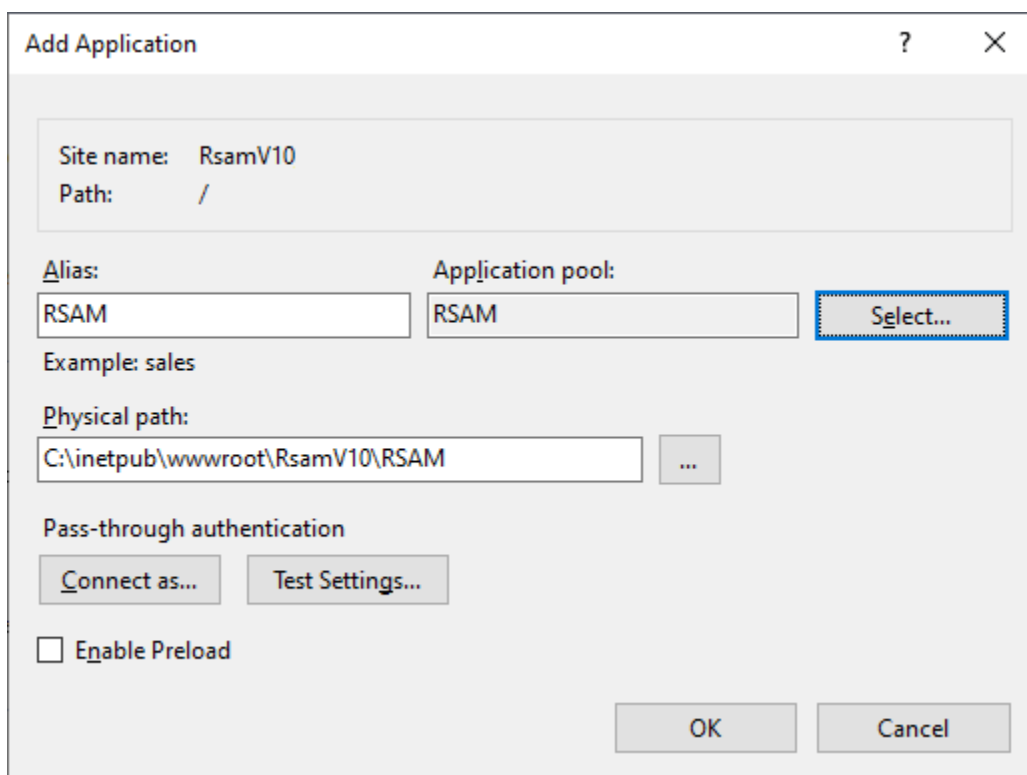 Add Application
?
Site name: RsamV10
Path: /
Alias: Application pool:
RSAM RSAM Select...
Example: sales
Physical path:
C:\inetpub\wwwroot\RsamV10\RSAM ...
Pass-through authentication
Connect as... Test Settings...
Enable Preload
OK Cancel